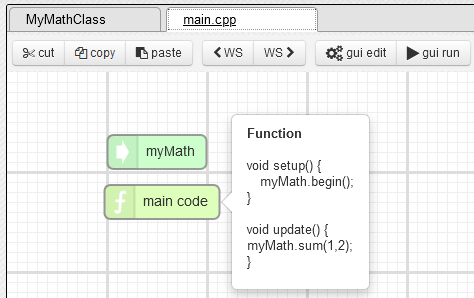 MyMathClass
main.cpp
cut copy paste < WS WS > gui edit gui run
myMath
main code
Function
void setup() {
    myMath.begin();
}
void update() {
myMath.sum(1,2);
}